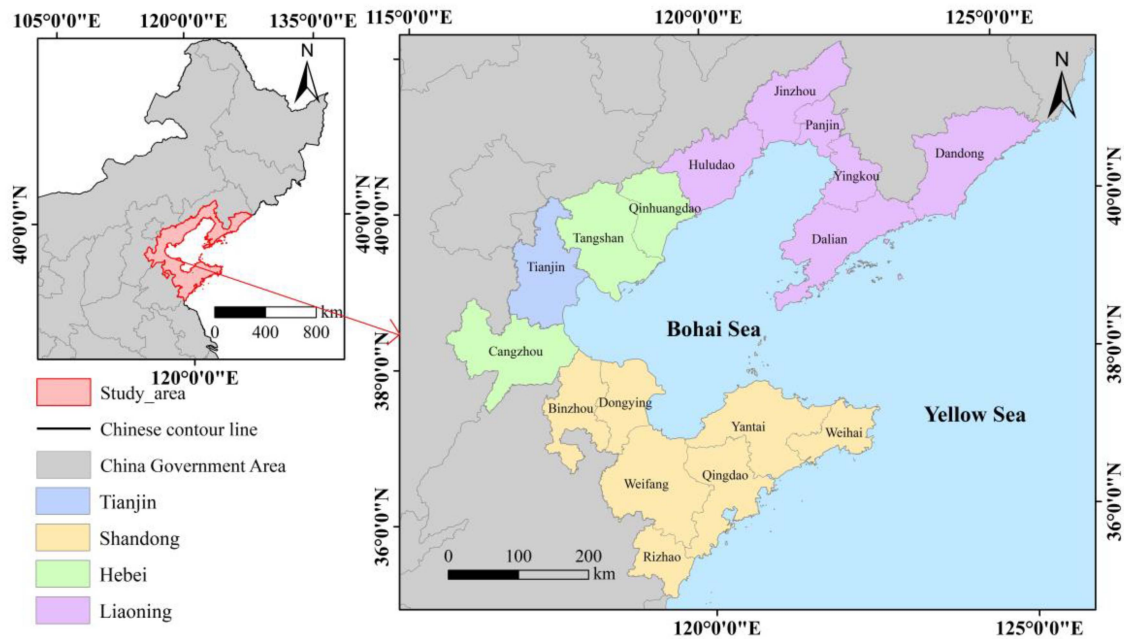 105°0'0"E
120°0'0"E
135°0'0"E
N
40°0'0"N
40°0'0"N
km
0
400
800
120°0'0"E
Study_area
Chinese contour line
China Government Area
Tianjin
Shandong
Hebei
Liaoning
115°0'0"E
120°0'0"E
125°0'0"E
N
Jinzhou
Panjin
Huludao
Yingkou
Dandong
Qinhuangdao
Tangshan
Dalian
Tianjin
Bohai Sea
Cangzhou
Binzhou
Dongying
Yantai
Weihai
Yellow Sea
Weifang
Qingdao
Rizhao
0
100
200
km
40°0'0"N
38°0'0"N
36°0'0"N
40°0'0"N
38°0'0"N
36°0'0"N
120°0'0"E
125°0'0"E